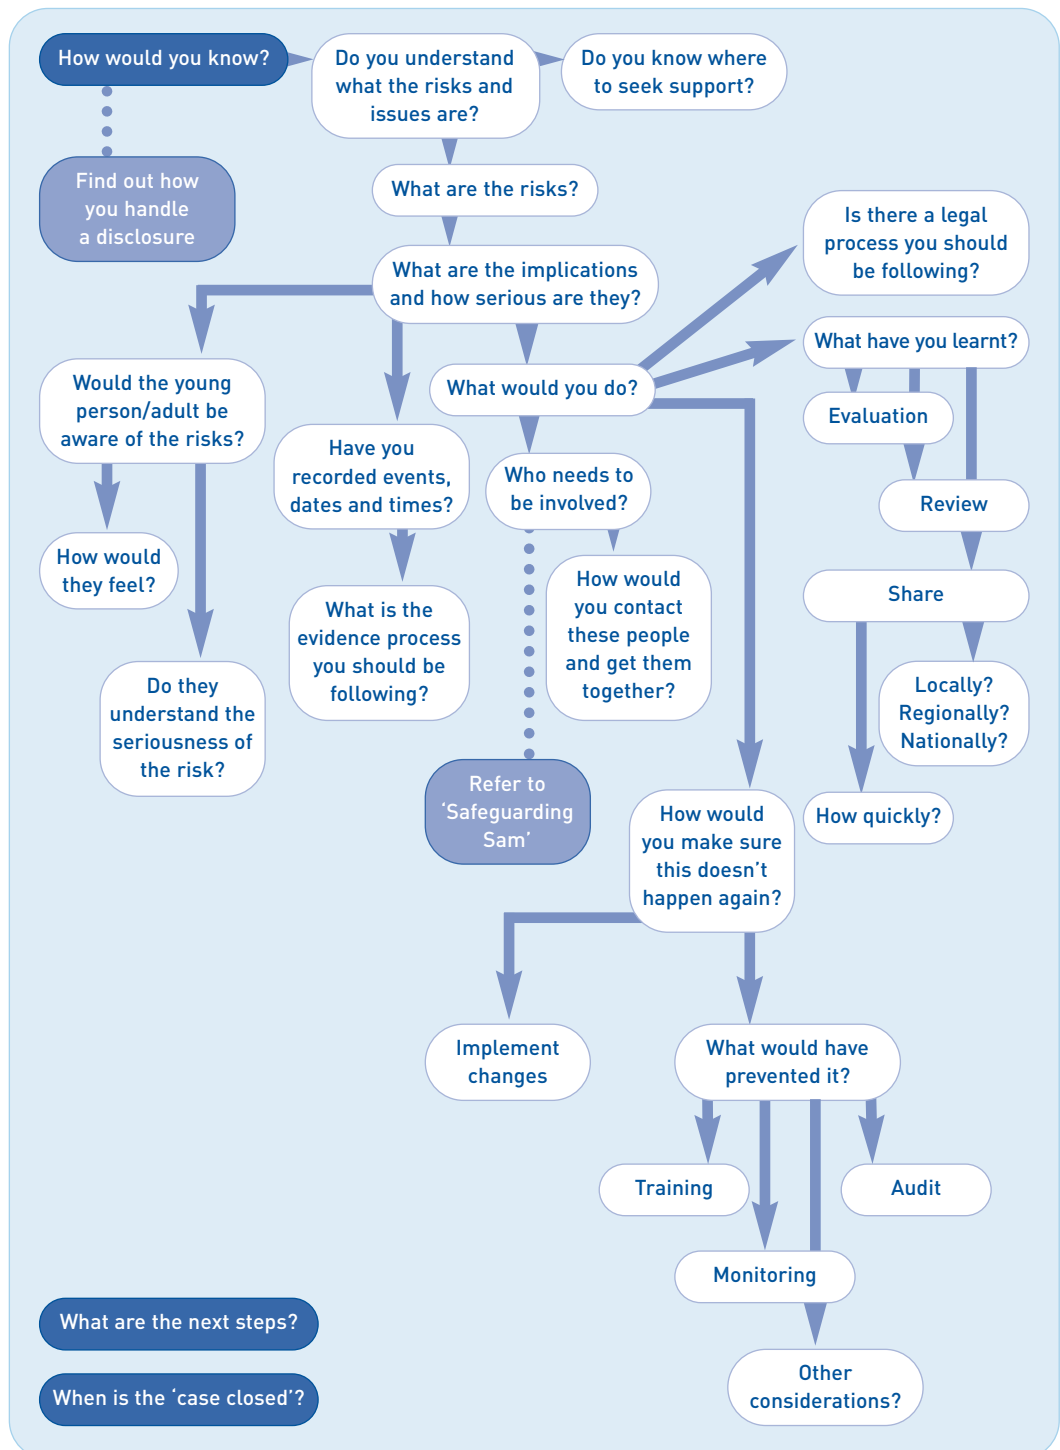 How would you know?
Do you understand
what the risks and
issues are?
Do you know where
to seek support?
Find out how
you handle
a disclosure
What are the risks?
Is there a legal
process you should
be following?
What are the implications
and how serious are they?
What have you learnt?
Would the young
person/adult be
aware of the risks?
What would you do?
Evaluation
Have you
recorded events,
dates and times?
Who needs to
be involved?
Review
How would
they feel?
How would
you contact
these people
and get them
together?
Share
What is the
evidence process
you should be
following?
Do they
understand the
seriousness of
the risk?
Locally?
Regionally?
Nationally?
Refer to
‘Safeguarding
Sam’
How would
you make sure
this doesn’t
happen again?
How quickly?
Implement
changes
What would have
prevented it?
Training
Audit
Monitoring
What are the next steps?
Other
considerations?
When is the ‘case closed’?